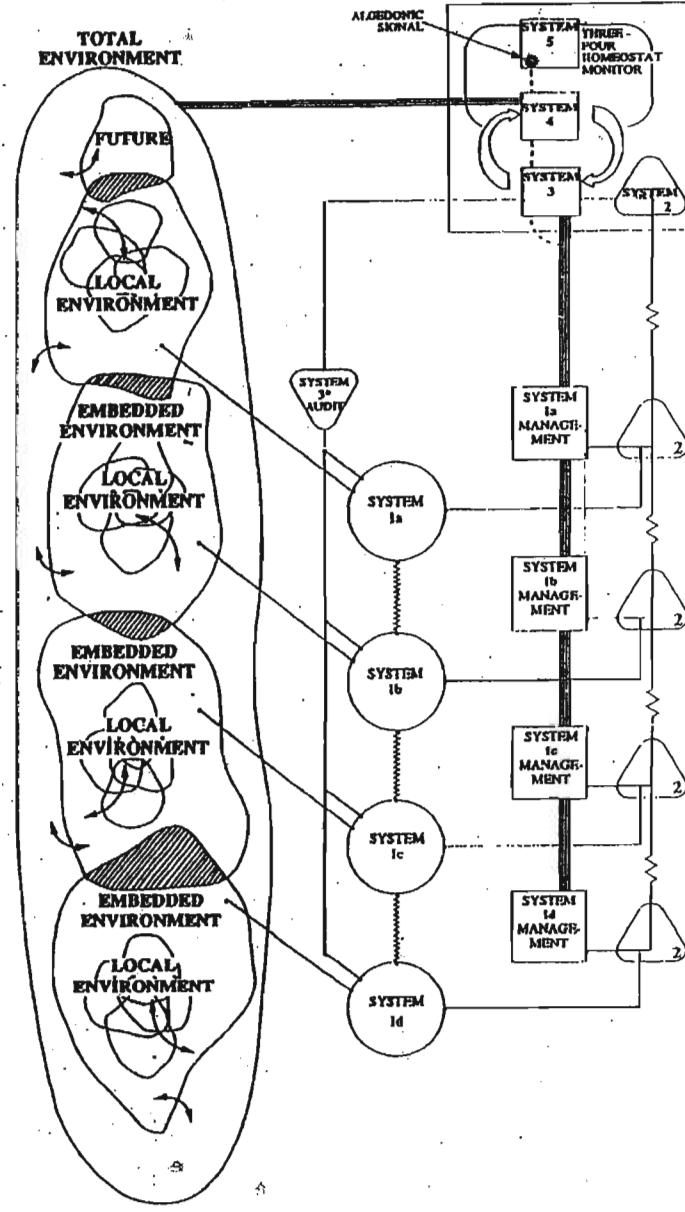 TOTAL
ENVIRONMENT
FUTURE
LOCAL
ENVIRONMENT
EMBEDDED
ENVIRONMENT
LOCAL
ENVIRONMENT
EMBEDDED
ENVIRONMENT
LOCAL
ENVIRONMENT
EMBEDDED
ENVIRONMENT
LOCAL
ENVIRONMENT
ALGEDONIC
SIGNAL
SYSTEM
5
THREE-
FOUR
HOMEOSTAT
MONITOR
SYSTEM
4
SYSTEM
3
SYSTEM
2
SYSTEM
3*
AUDIT
SYSTEM
1a
MANAGE-
MENT
2
SYSTEM
1a
SYSTEM
1b
MANAGE-
MENT
2
SYSTEM
1b
SYSTEM
1c
MANAGE-
MENT
2
SYSTEM
1c
SYSTEM
1d
MANAGE-
MENT
2
SYSTEM
1d